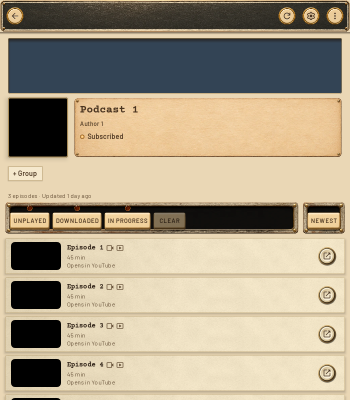 Podcast 1
Author 1
Subscribed
+ Group
3 episodes · Updated 1 day ago
UNPLAYED DOWNLOADED IN PROGRESS CLEAR NEWEST
Episode 1
45 min
Opens in YouTube
Episode 2
45 min
Opens in YouTube
Episode 3
45 min
Opens in YouTube
Episode 4
45 min
Opens in YouTube